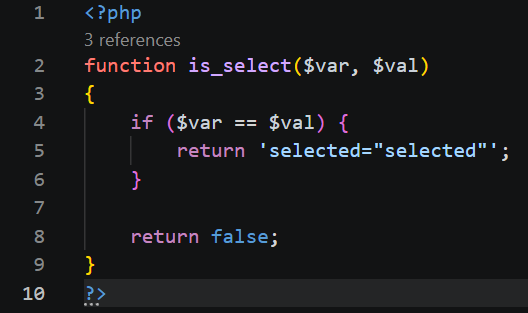 1 <?php
3 references
2 function is_select($var, $val)
3 {
4     if ($var == $val) {
5         return 'selected="selected"';
6     }
7
8     return false;
9 }
10 ?>